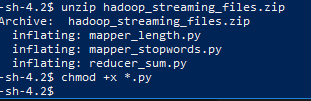 -sh-4.2$ unzip hadoop_streaming_files.zip
Archive:  hadoop_streaming_files.zip
  inflating: mapper_length.py
  inflating: mapper_stopwords.py
  inflating: reducer_sum.py
-sh-4.2$ chmod +x *.py
-sh-4.2$